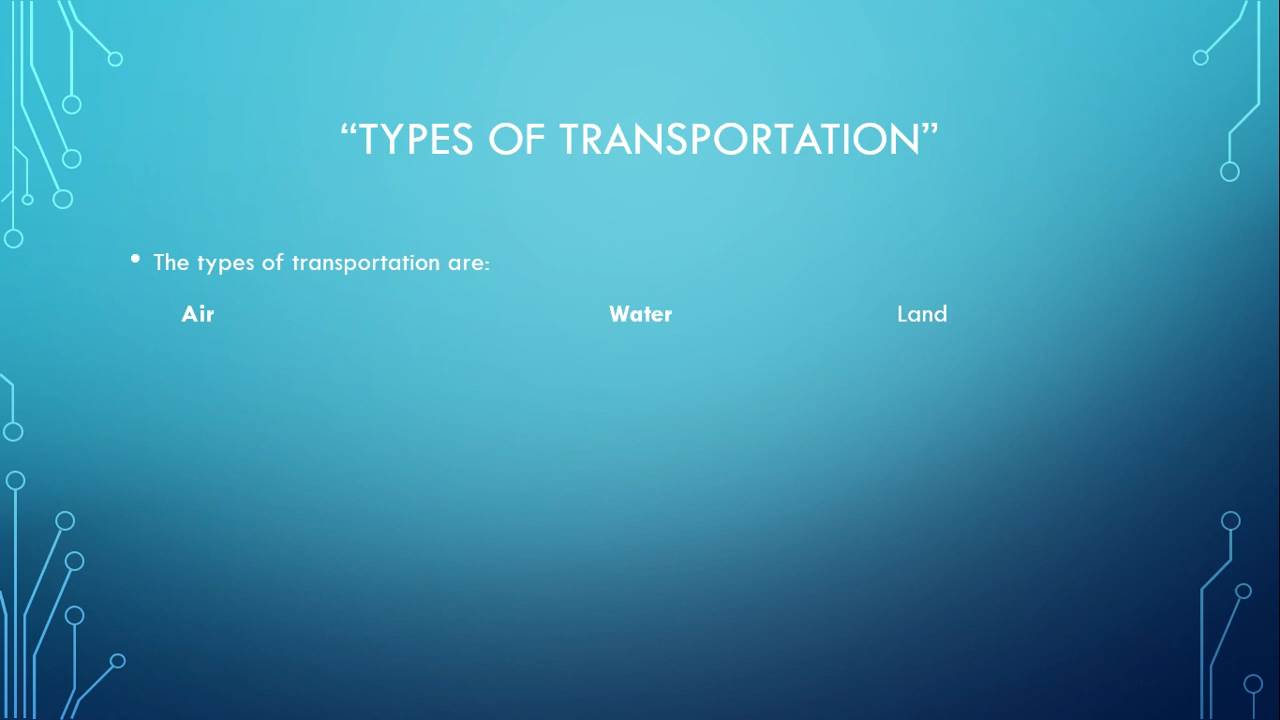 “TYPES OF TRANSPORTATION”
• The types of transportation are:
Air Water Land